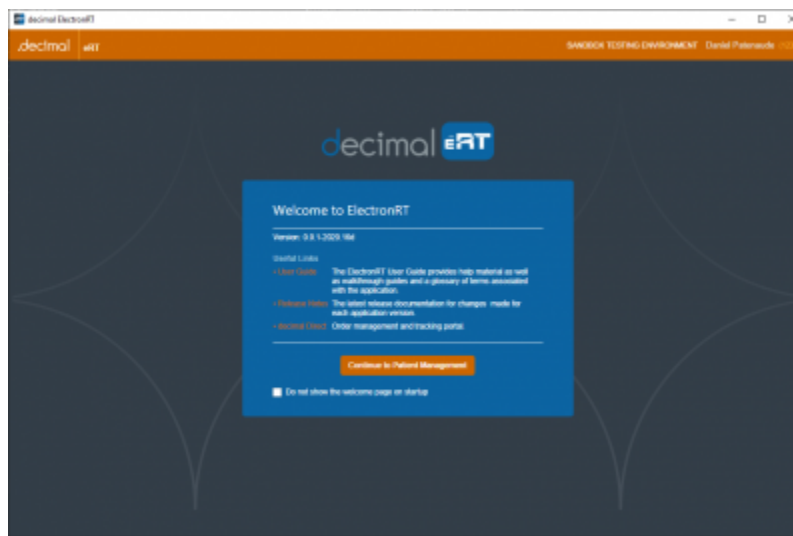 decimal ElectronRT
.decimal eRT
SANDBOX TESTING ENVIRONMENT Daniel Patenaude
decimal éRT
Welcome to ElectronRT
Useful Links
User Guide The ElectronRT User Guide provides help material as well
as walkthrough guides and a glossary of terms associated
with the application.
Release Notes The latest release documentation for changes made for
each application version.
decimal Direct Order management and tracking portal.
Continue to Patient Management
Do not show the welcome page on startup